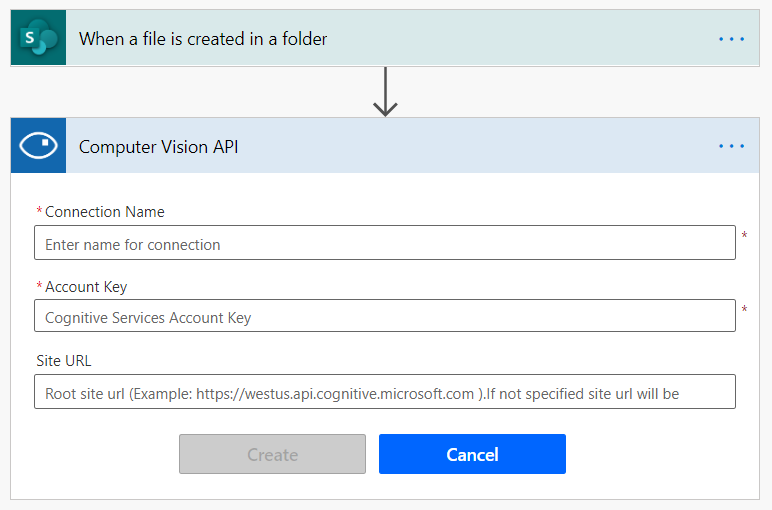 S
When a file is created in a folder
Computer Vision API
*Connection Name
Enter name for connection
*
*Account Key
Cognitive Services Account Key
*
Site URL
Root site url (Example: https://westus.api.cognitive.microsoft.com ).If not specified site url will be
Create
Cancel